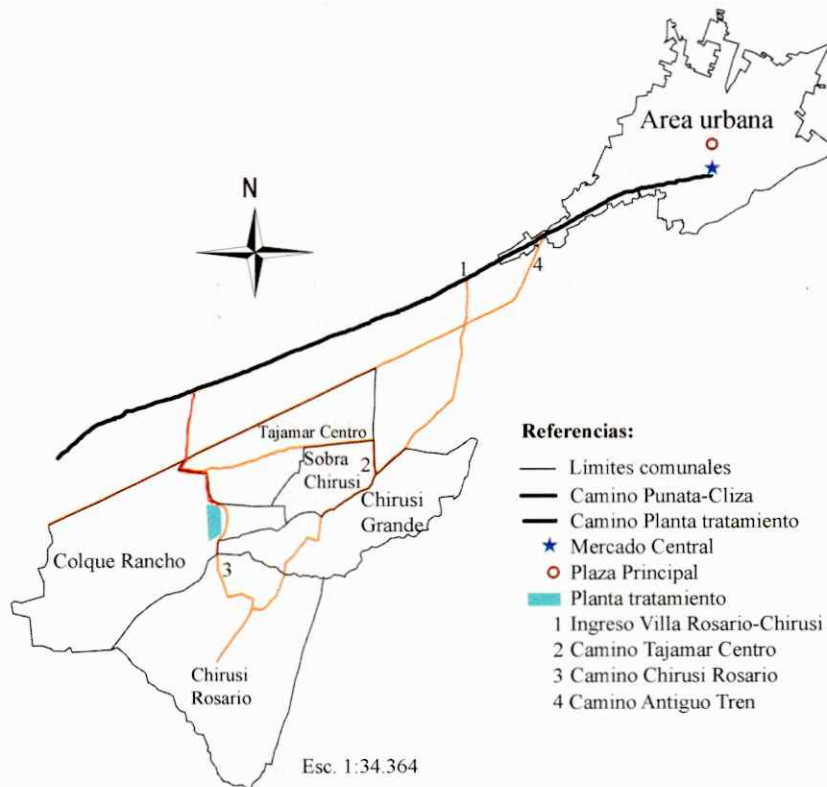 Area urbana
N
1
4
Tajamar Centro
Sobra
Chirusi
2
Chirusi
Grande
Colque Rancho
3
Chirusi
Rosario
Esc. 1:34.364
Referencias:
Límites comunales
Camino Punata-Cliza
Camino Planta tratamiento
Mercado Central
Plaza Principal
Planta tratamiento
1 Ingreso Villa Rosario-Chirusi
2 Camino Tajamar Centro
3 Camino Chirusi Rosario
4 Camino Antiguo Tren